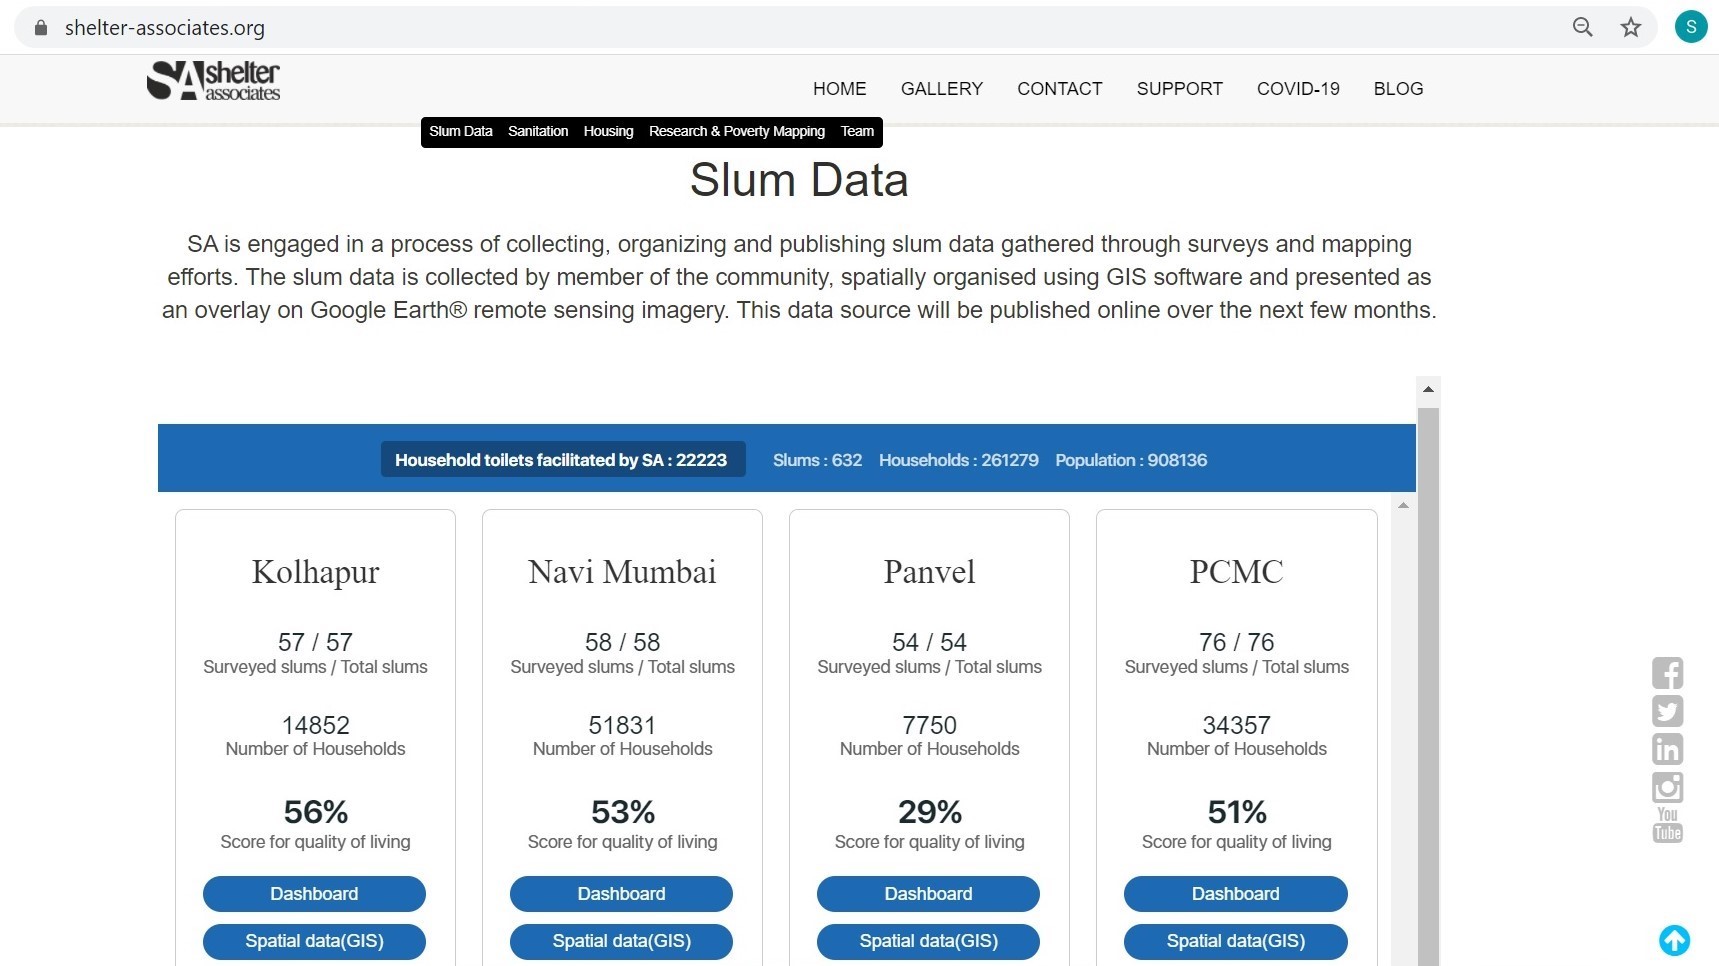 shelter-associates.org
S
SA shelter
associates
HOME GALLERY CONTACT SUPPORT COVID-19 BLOG
Slum Data Sanitation Housing Research & Poverty Mapping Team
Slum Data
SA is engaged in a process of collecting, organizing and publishing slum data gathered through surveys and mapping
efforts. The slum data is collected by member of the community, spatially organised using GIS software and presented as
an overlay on Google Earth® remote sensing imagery. This data source will be published online over the next few months.
Household toilets facilitated by SA : 22223 Slums : 632 Households : 261279 Population : 908136
Kolhapur
57 / 57
Surveyed slums / Total slums
14852
Number of Households
56%
Score for quality of living
Dashboard
Spatial data(GIS)
Navi Mumbai
58 / 58
Surveyed slums / Total slums
51831
Number of Households
53%
Score for quality of living
Dashboard
Spatial data(GIS)
Panvel
54 / 54
Surveyed slums / Total slums
7750
Number of Households
29%
Score for quality of living
Dashboard
Spatial data(GIS)
PCMC
76 / 76
Surveyed slums / Total slums
34357
Number of Households
51%
Score for quality of living
Dashboard
Spatial data(GIS)
f
in
You
Tube